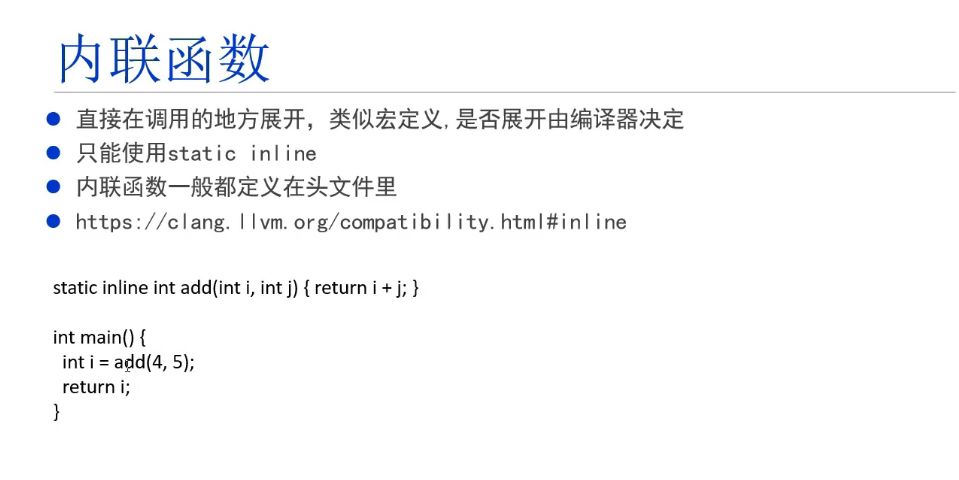 内联函数
直接在调用的地方展开，类似宏定义,是否展开由编译器决定
只能使用static inline
内联函数一般都定义在头文件里
https://clang.llvm.org/compatibility.html#inline
static inline int add(int i, int j) { return i + j; }
int main() {
int i = add(4, 5);
return i;
}